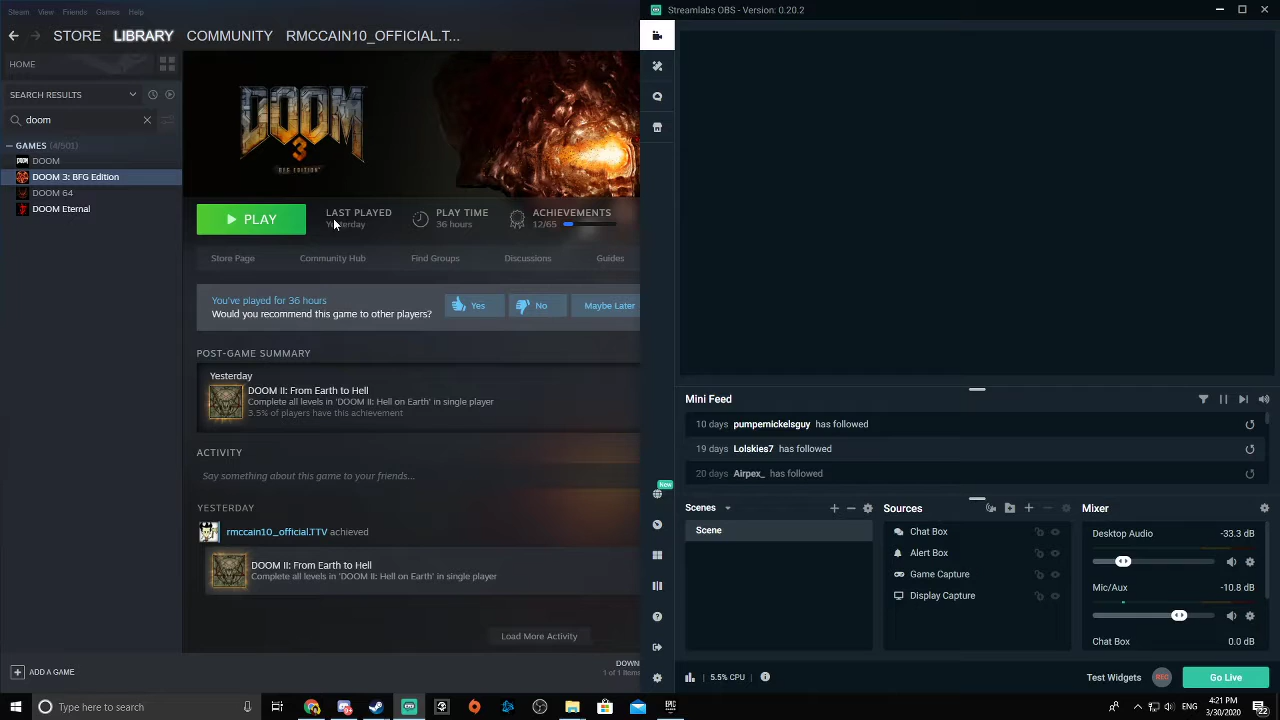 Steam View Friends Games Help
STORE LIBRARY COMMUNITY RMCCAIN10_OFFICIAL.T...
HOME
SEARCH RESULTS
doom
GAMES (4/501)
DOOM
DOOM 3: BFG Edition
DOOM 64
DOOM Eternal
DOOM
3
BFG EDITION
PLAY
LAST PLAYED
Yesterday
PLAY TIME
36 hours
ACHIEVEMENTS
12/65
Store Page Community Hub Find Groups Discussions Guides
You've played for 36 hours
Would you recommend this game to other players?
Yes No Maybe Later
POST-GAME SUMMARY
Yesterday
DOOM II: From Earth to Hell
Complete all levels in 'DOOM II: Hell on Earth' in single player
3.5% of players have this achievement
ACTIVITY
Say something about this game to your friends...
YESTERDAY
rmccain10_official.TTV achieved
DOOM II: From Earth to Hell
Complete all levels in 'DOOM II: Hell on Earth' in single player
Load More Activity
ADD A GAME
DOWN
1 of 1 Items
Streamlabs OBS - Version: 0.20.2
Mini Feed
10 days pumpernickelsguy has followed
19 days Lolskies7 has followed
20 days Airpex_ has followed
New
Scenes
Scene
Sources
Chat Box
Alert Box
Game Capture
Display Capture
Mixer
Desktop Audio -33.3 dB
Mic/Aux -10.8 dB
Chat Box 0.0 dB
5.5% CPU
Test Widgets REC Go Live
Type here to search
4:21 PM
3/30/2020